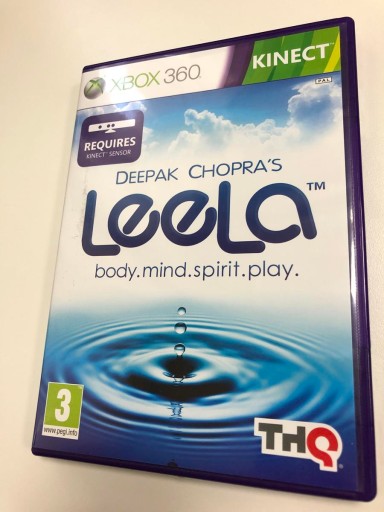 XBOX 360
KINECT
PAL
REQUIRES
KINECT SENSOR
DEEPAK CHOPRA'S
LeeLa™
body.mind.spirit.play.
3
www.pegi.info
THQ